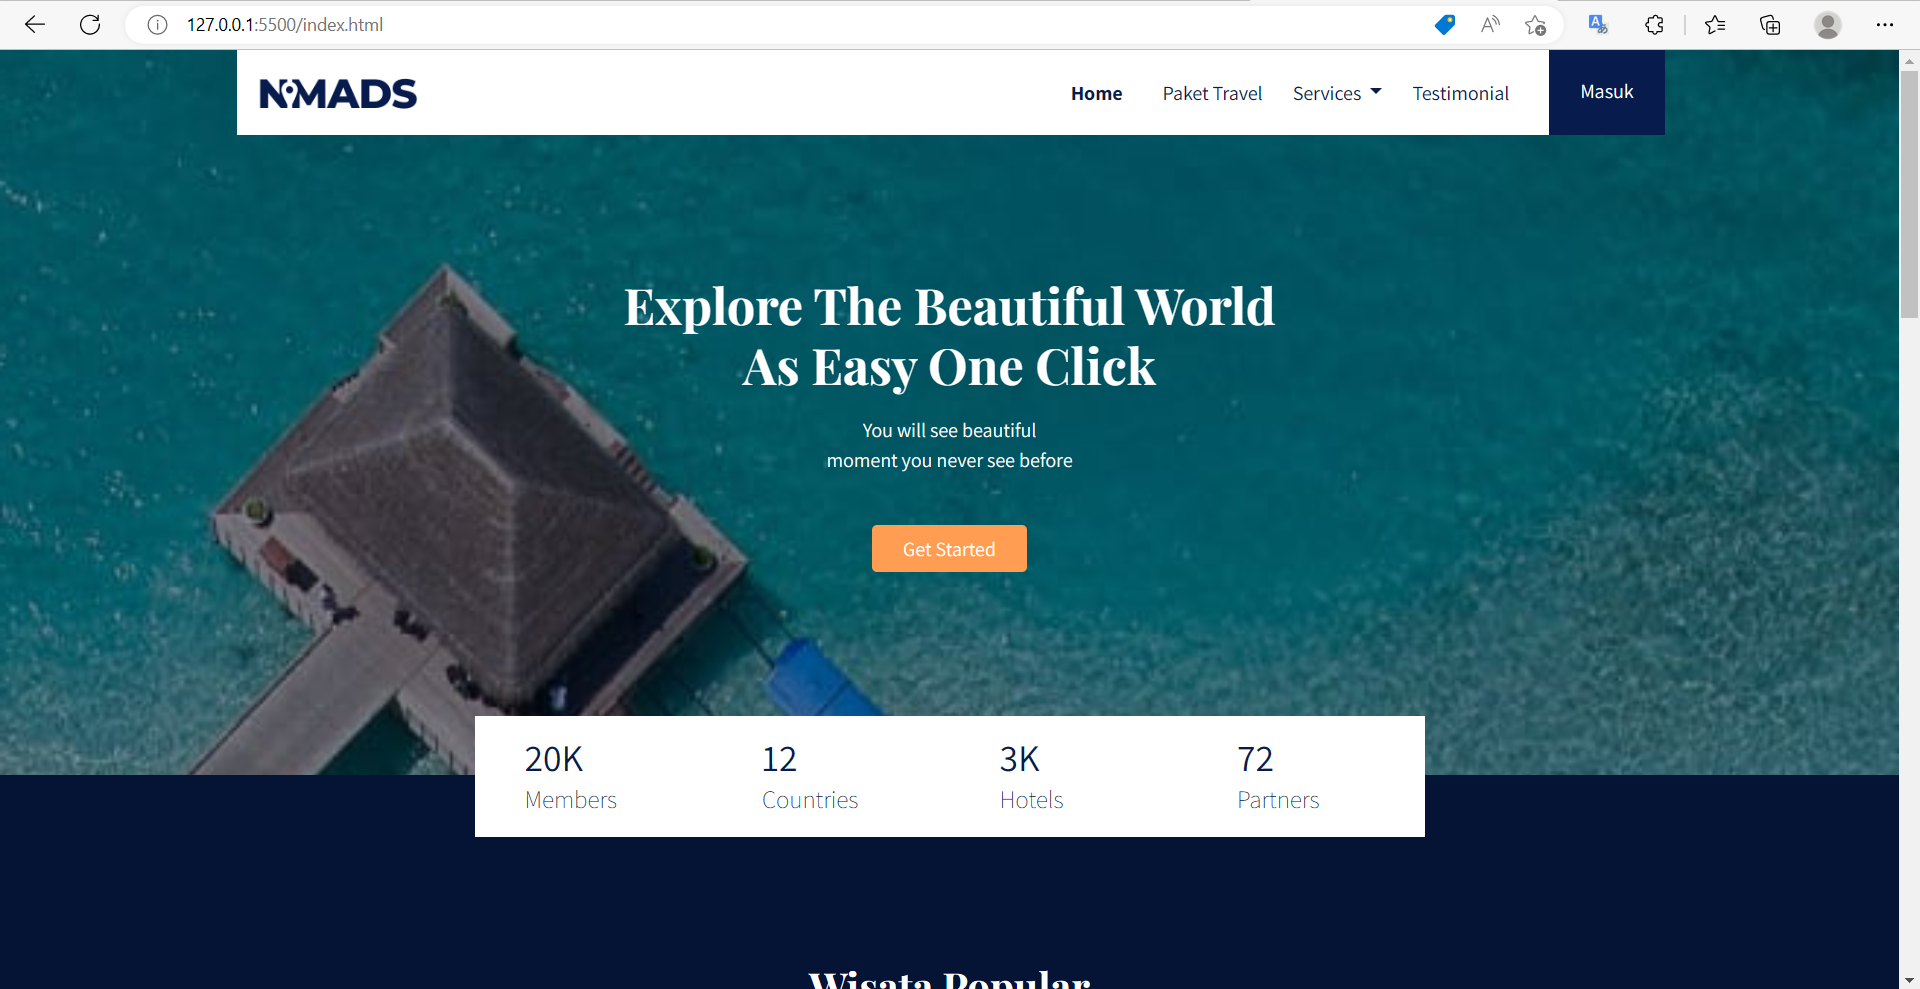 127.0.0.1:5500/index.html
NOMADS
Home
Paket Travel
Services
Testimonial
Masuk
Explore The Beautiful World
As Easy One Click
You will see beautiful
moment you never see before
Get Started
20K
Members
12
Countries
3K
Hotels
72
Partners
Wisata Popular